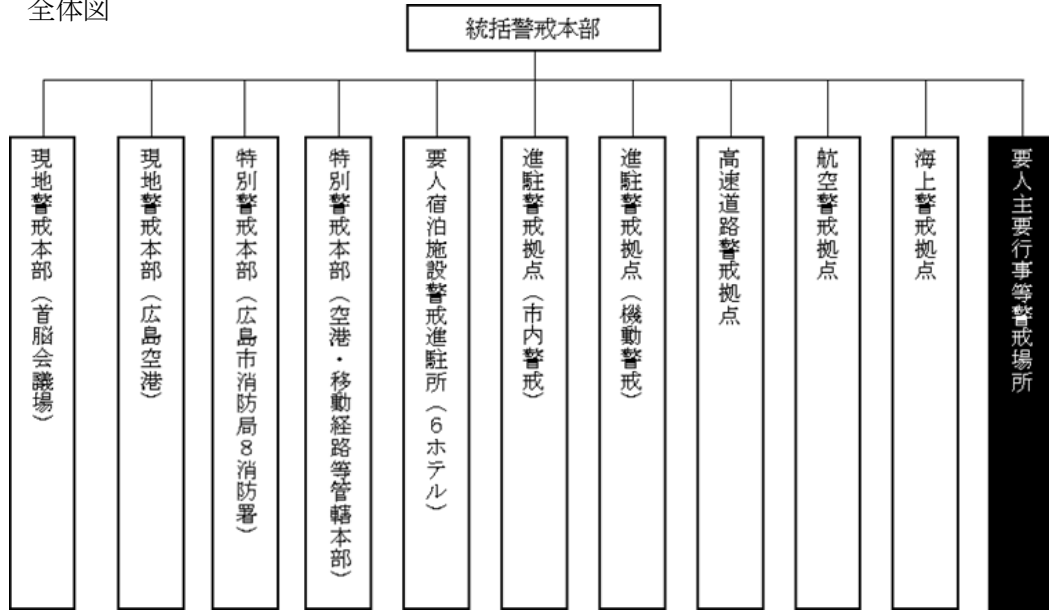 全体図
統括警戒本部
現地警戒本部（首脳会議場）
現地警戒本部（広島空港）
特別警戒本部（広島市消防局８消防署）
特別警戒本部（空港・移動経路等管轄本部）
要人宿泊施設警戒進駐所（６ホテル）
進駐警戒拠点（市内警戒）
進駐警戒拠点（機動警戒）
高速道路警戒拠点
航空警戒拠点
海上警戒拠点
要人主要行事等警戒場所